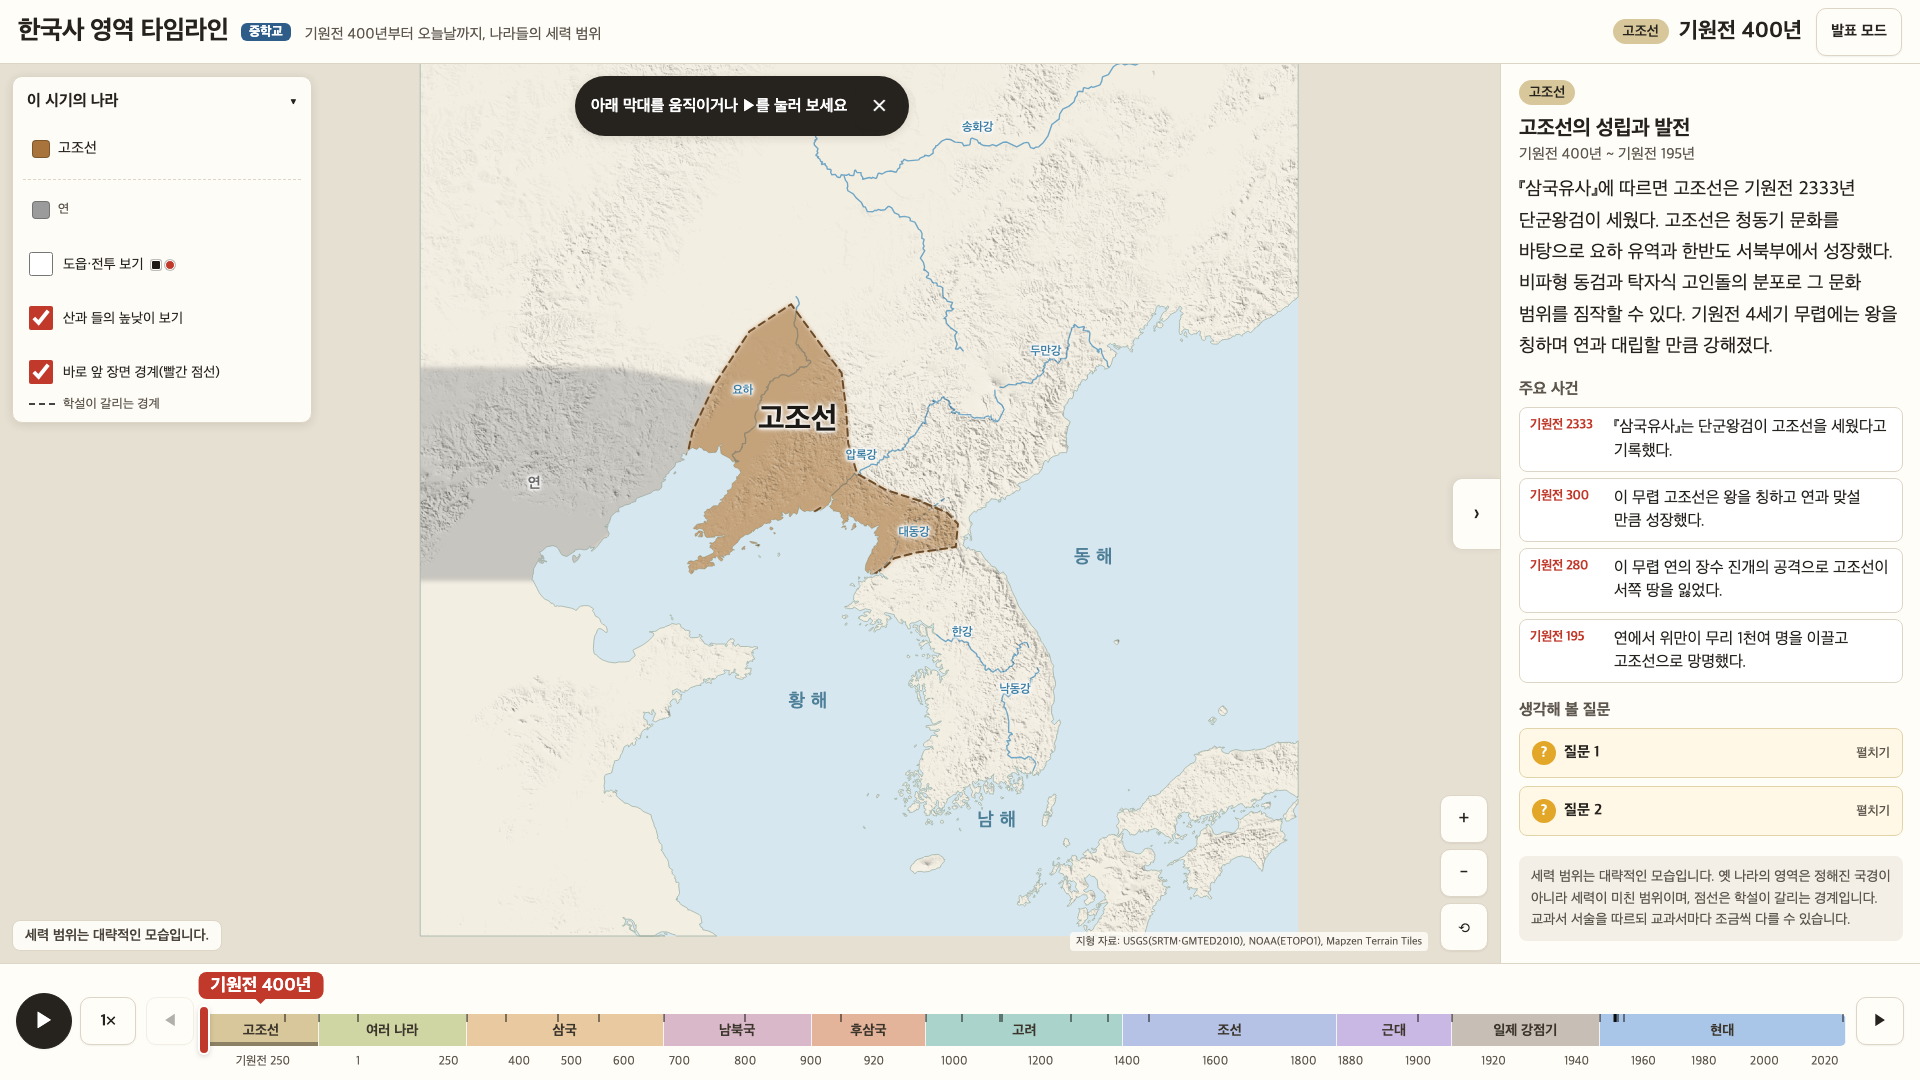 한국사 영역 타임라인 중학교 기원전 400년부터 오늘날까지, 나라들의 세력 범위
고조선 기원전 400년 발표 모드
이 시기의 나라 ▾
고조선
연
도읍·전투 보기
산과 들의 높낮이 보기
바로 앞 장면 경계(빨간 점선)
학설이 갈리는 경계
아래 막대를 움직이거나 ▶를 눌러 보세요 ✕
송화강
두만강
요하
고조선
압록강
연
대동강
동해
한강
낙동강
황해
남해
›
+
−
⟲
세력 범위는 대략적인 모습입니다.
지형 자료: USGS(SRTM·GMTED2010), NOAA(ETOPO1), Mapzen Terrain Tiles
고조선
고조선의 성립과 발전
기원전 400년 ~ 기원전 195년
『삼국유사』에 따르면 고조선은 기원전 2333년
단군왕검이 세웠다. 고조선은 청동기 문화를
바탕으로 요하 유역과 한반도 서북부에서 성장했다.
비파형 동검과 탁자식 고인돌의 분포로 그 문화
범위를 짐작할 수 있다. 기원전 4세기 무렵에는 왕을
칭하며 연과 대립할 만큼 강해졌다.
주요 사건
기원전 2333 『삼국유사』는 단군왕검이 고조선을 세웠다고
기록했다.
기원전 300 이 무렵 고조선은 왕을 칭하고 연과 맞설
만큼 성장했다.
기원전 280 이 무렵 연의 장수 진개의 공격으로 고조선이
서쪽 땅을 잃었다.
기원전 195 연에서 위만이 무리 1천여 명을 이끌고
고조선으로 망명했다.
생각해 볼 질문
? 질문 1 펼치기
? 질문 2 펼치기
세력 범위는 대략적인 모습입니다. 옛 나라의 영역은 정해진 국경이
아니라 세력이 미친 범위이며, 점선은 학설이 갈리는 경계입니다.
교과서 서술을 따르되 교과서마다 조금씩 다를 수 있습니다.
기원전 400년
▶ 1× ◀ ▶
고조선 여러 나라 삼국 남북국 후삼국 고려 조선 근대 일제 강점기 현대
기원전 250 1 250 400 500 600 700 800 900 920 1000 1200 1400 1600 1800 1880 1900 1920 1940 1960 1980 2000 2020